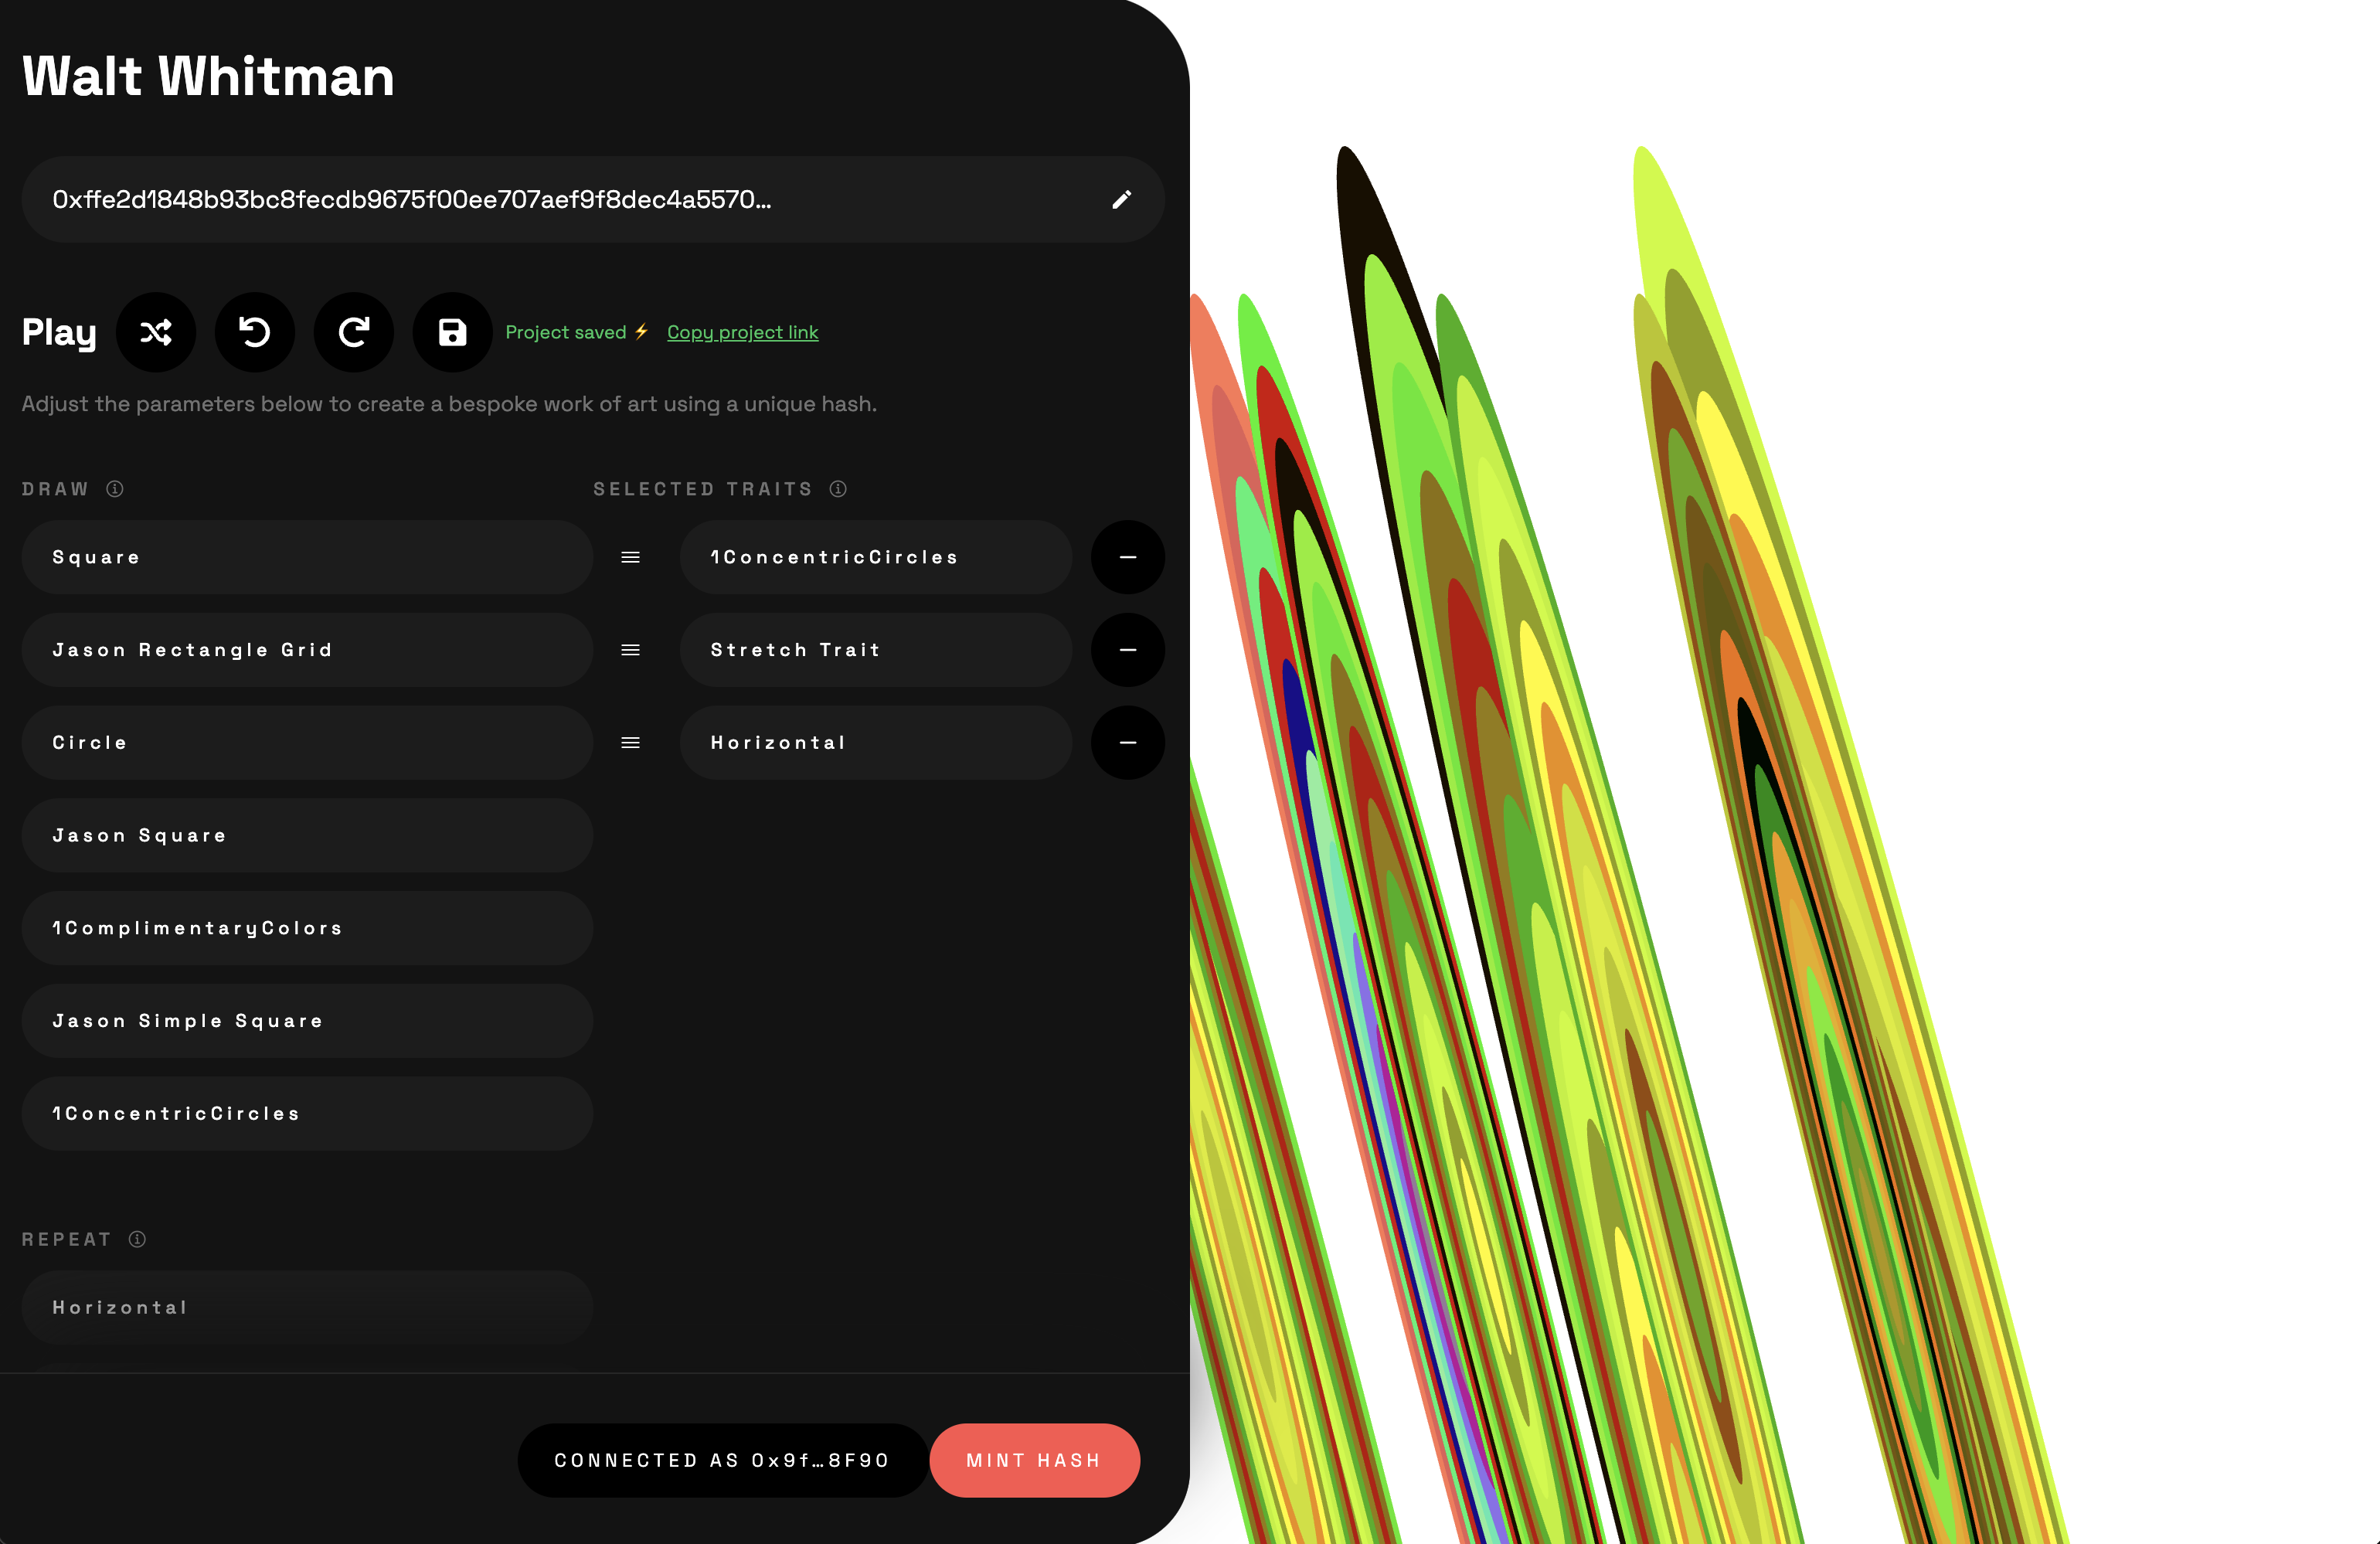 Walt Whitman
0xffe2d1848b93bc8fecdb9675f00ee707aef9f8dec4a5570...
Play
Project saved ⚡ Copy project link
Adjust the parameters below to create a bespoke work of art using a unique hash.
DRAW
SELECTED TRAITS
Square
1ConcentricCircles
Jason Rectangle Grid
Stretch Trait
Circle
Horizontal
Jason Square
1ComplimentaryColors
Jason Simple Square
1ConcentricCircles
REPEAT
Horizontal
CONNECTED AS 0x9f...8F90
MINT HASH